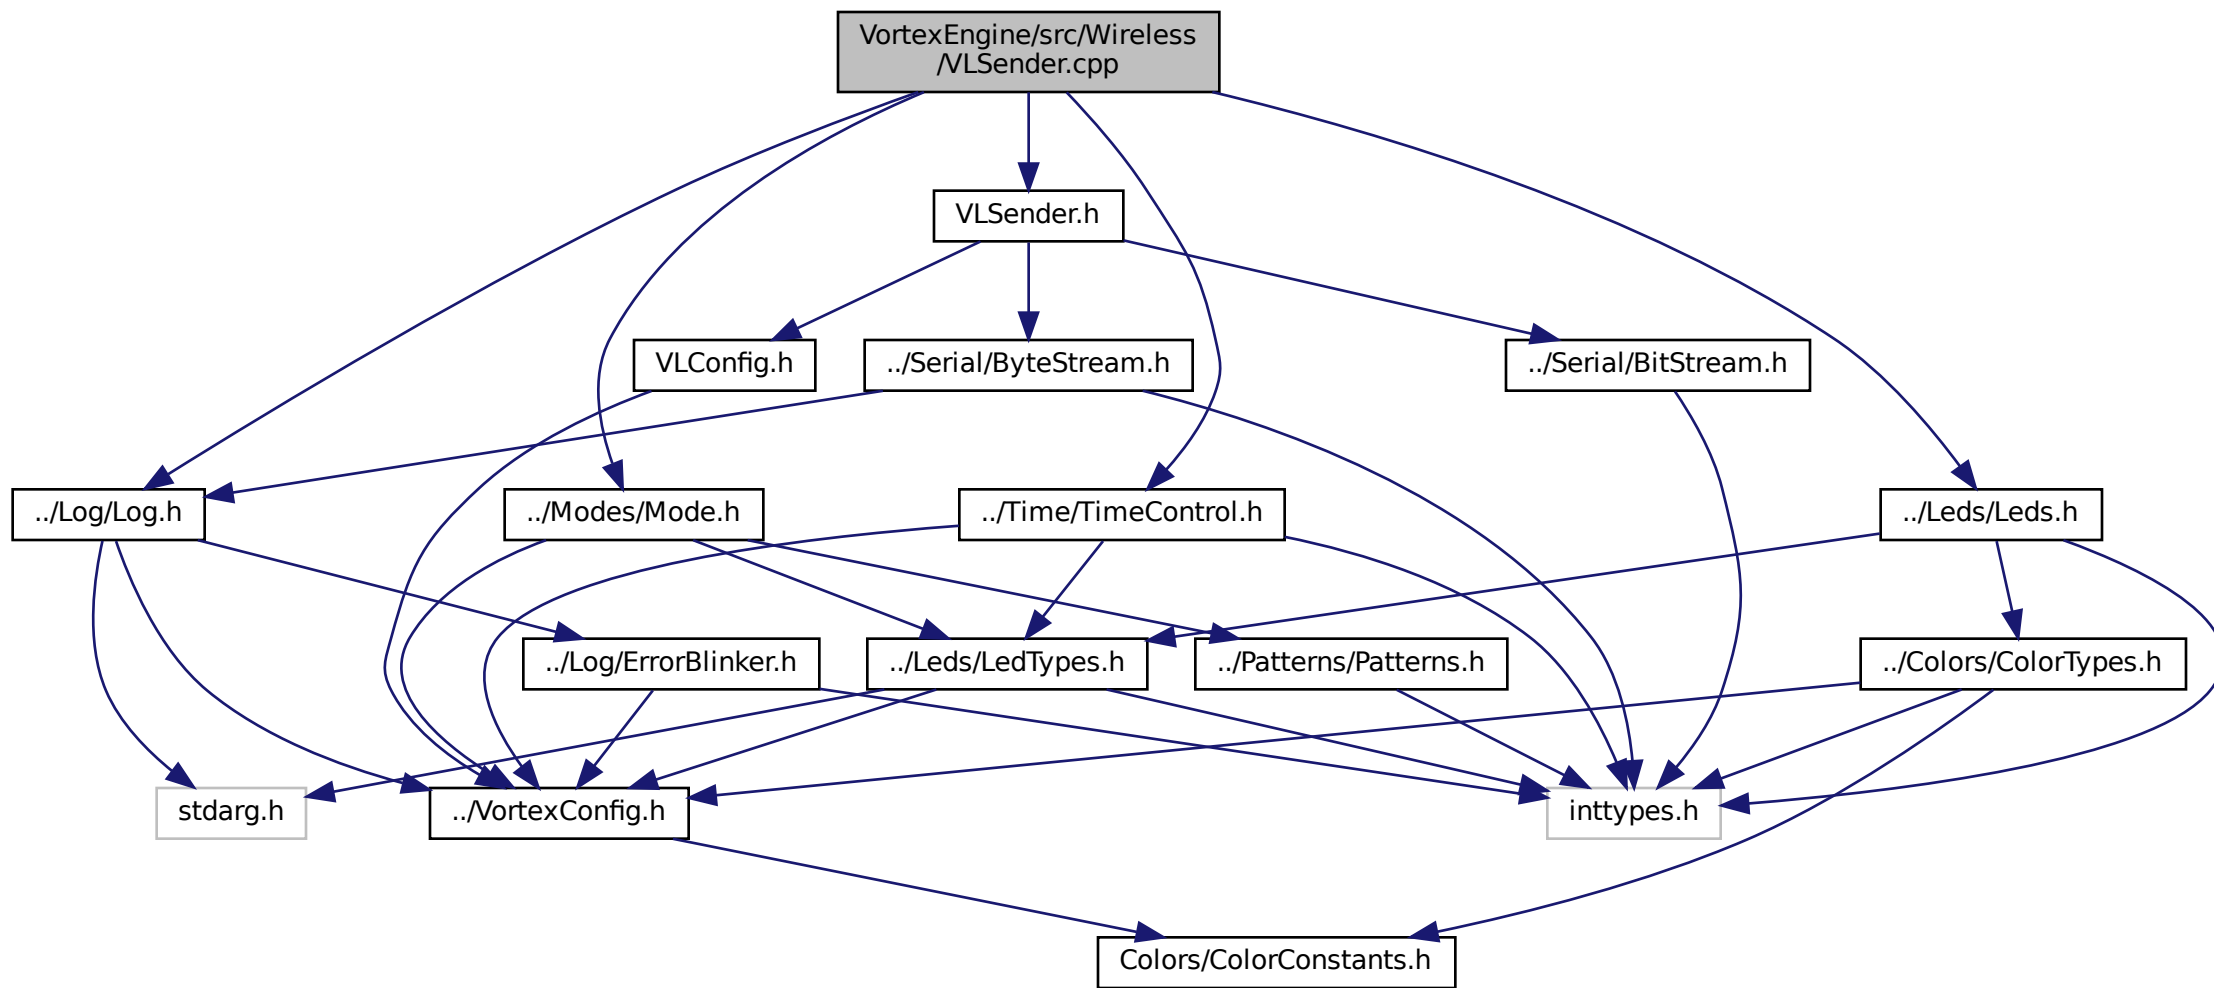 VortexEngine/src/Wireless
/VLSender.cpp
VLSender.h
VLConfig.h
../Serial/ByteStream.h
../Serial/BitStream.h
../Log/Log.h
../Modes/Mode.h
../Time/TimeControl.h
../Leds/Leds.h
../Log/ErrorBlinker.h
../Leds/LedTypes.h
../Patterns/Patterns.h
../Colors/ColorTypes.h
stdarg.h
../VortexConfig.h
inttypes.h
Colors/ColorConstants.h